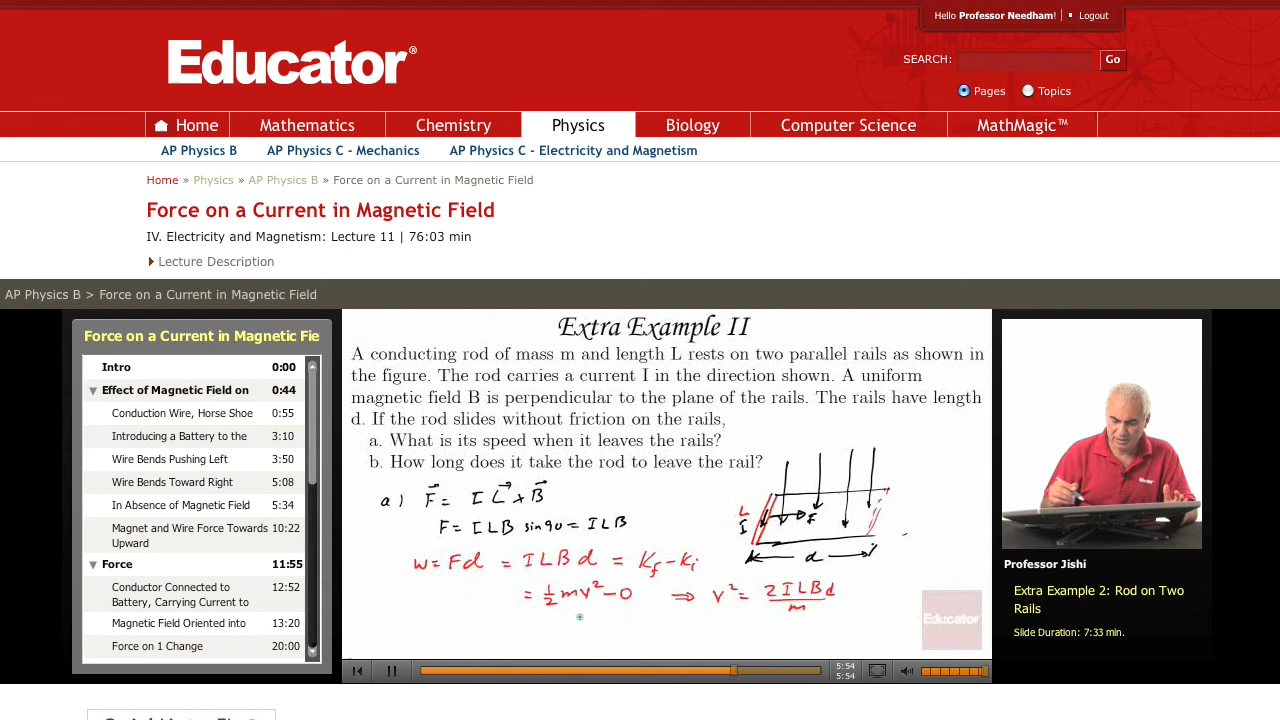 Hello Professor Needham! | Logout
Educator®
SEARCH: Go
Pages Topics
Home Mathematics Chemistry Physics Biology Computer Science MathMagic™
AP Physics B AP Physics C - Mechanics AP Physics C - Electricity and Magnetism
Home » Physics » AP Physics B » Force on a Current in Magnetic Field
Force on a Current in Magnetic Field
IV. Electricity and Magnetism: Lecture 11 | 76:03 min
Lecture Description
AP Physics B > Force on a Current in Magnetic Field
Force on a Current in Magnetic Fie
Intro 0:00
Effect of Magnetic Field on 0:44
Conduction Wire, Horse Shoe 0:55
Introducing a Battery to the 3:10
Wire Bends Pushing Left 3:50
Wire Bends Toward Right 5:08
In Absence of Magnetic Field 5:34
Magnet and Wire Force Towards 10:22
Upward
Force 11:55
Conductor Connected to 12:52
Battery, Carrying Current to
Magnetic Field Oriented into 13:20
Force on 1 Change 20:00
Extra Example II
A conducting rod of mass m and length L rests on two parallel rails as shown in
the figure. The rod carries a current I in the direction shown. A uniform
magnetic field B is perpendicular to the plane of the rails. The rails have length
d. If the rod slides without friction on the rails,
a. What is its speed when it leaves the rails?
b. How long does it take the rod to leave the rail?
a) F⃗ = I L⃗ × B⃗
F = ILB sin90 = ILB
W = Fd = ILBd = Kf - Ki
= ½mv² - 0 ⇒ v² = 2ILBd/m
L
I
F
d
Educator
5:54
5:54
Professor Jishi
Extra Example 2: Rod on Two
Rails
Slide Duration: 7:33 min.